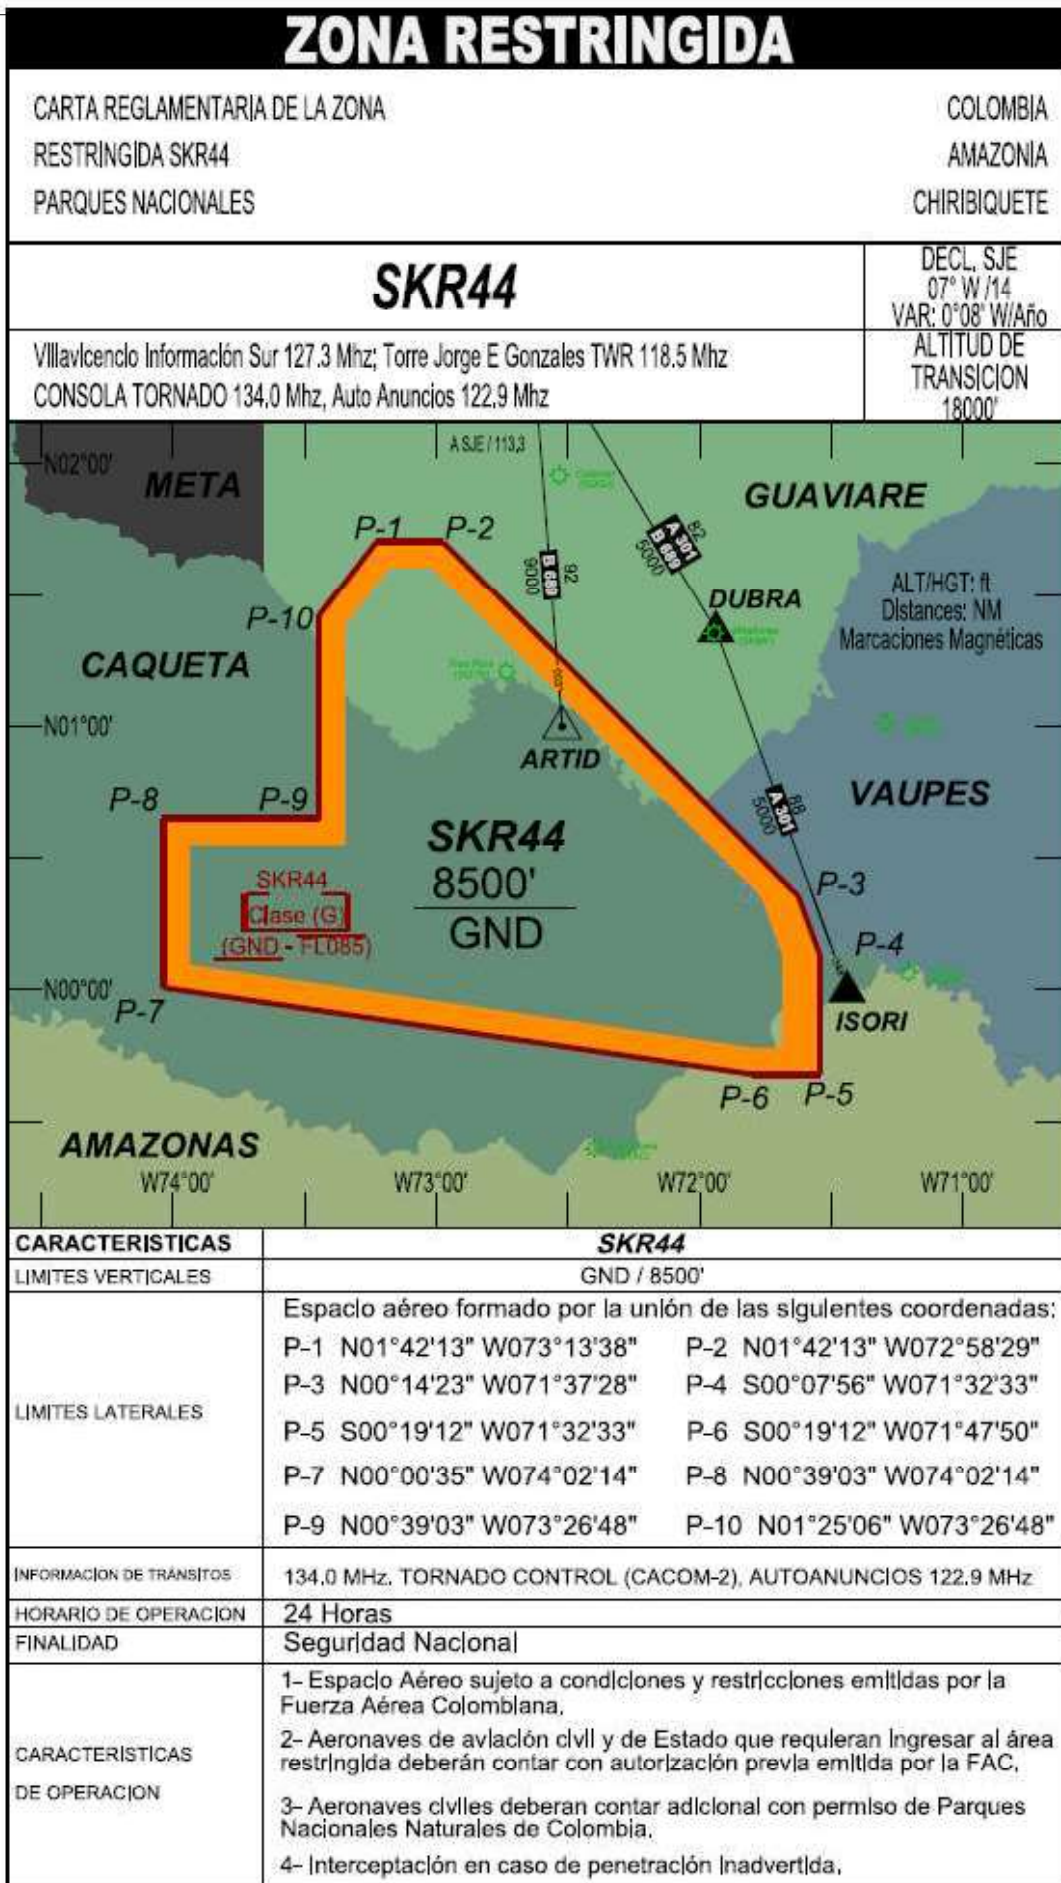 ZONA RESTRINGIDA
CARTA REGLAMENTARIA DE LA ZONA
RESTRINGIDA SKR44
PARQUES NACIONALES
COLOMBIA
AMAZONIA
CHIRIBIQUETE
SKR44
DECL. SJE
07° W /14
VAR: 0°08' W/Año
Villavicencio Información Sur 127.3 Mhz; Torre Jorge E Gonzales TWR 118.5 Mhz
CONSOLA TORNADO 134.0 Mhz, Auto Anuncios 122.9 Mhz
ALTITUD DE
TRANSICION
18000'
A SJE / 113,3
N02°00'
META
GUAVIARE
P-1
P-2
82
A 301
B 689
5000
92
B 689
9000
ALT/HGT: ft
Distances: NM
Marcaciones Magnéticas
DUBRA
P-10
CAQUETA
N01°00'
ARTID
VAUPES
P-8
P-9
88
A 301
5000
SKR44
8500'
GND
SKR44
Clase (G)
(GND - FL085)
P-3
P-4
N00°00'
P-7
ISORI
P-6
P-5
AMAZONAS
W74°00'
W73°00'
W72°00'
W71°00'
CARACTERISTICAS
SKR44
LIMITES VERTICALES
GND / 8500'
LIMITES LATERALES
Espacio aéreo formado por la unión de las siguientes coordenadas:
P-1 N01°42'13" W073°13'38" P-2 N01°42'13" W072°58'29"
P-3 N00°14'23" W071°37'28" P-4 S00°07'56" W071°32'33"
P-5 S00°19'12" W071°32'33" P-6 S00°19'12" W071°47'50"
P-7 N00°00'35" W074°02'14" P-8 N00°39'03" W074°02'14"
P-9 N00°39'03" W073°26'48" P-10 N01°25'06" W073°26'48"
INFORMACION DE TRÁNSITOS
134.0 MHz. TORNADO CONTROL (CACOM-2), AUTOANUNCIOS 122.9 MHz
HORARIO DE OPERACION
24 Horas
FINALIDAD
Seguridad Nacional
CARACTERÍSTICAS
DE OPERACION
1- Espacio Aéreo sujeto a condiciones y restricciones emitidas por la
Fuerza Aérea Colombiana.
2- Aeronaves de aviación civil y de Estado que requieran ingresar al área
restringida deberán contar con autorización previa emitida por la FAC.
3- Aeronaves civiles deberan contar adicional con permiso de Parques
Nacionales Naturales de Colombia.
4- Interceptación en caso de penetración inadvertida.